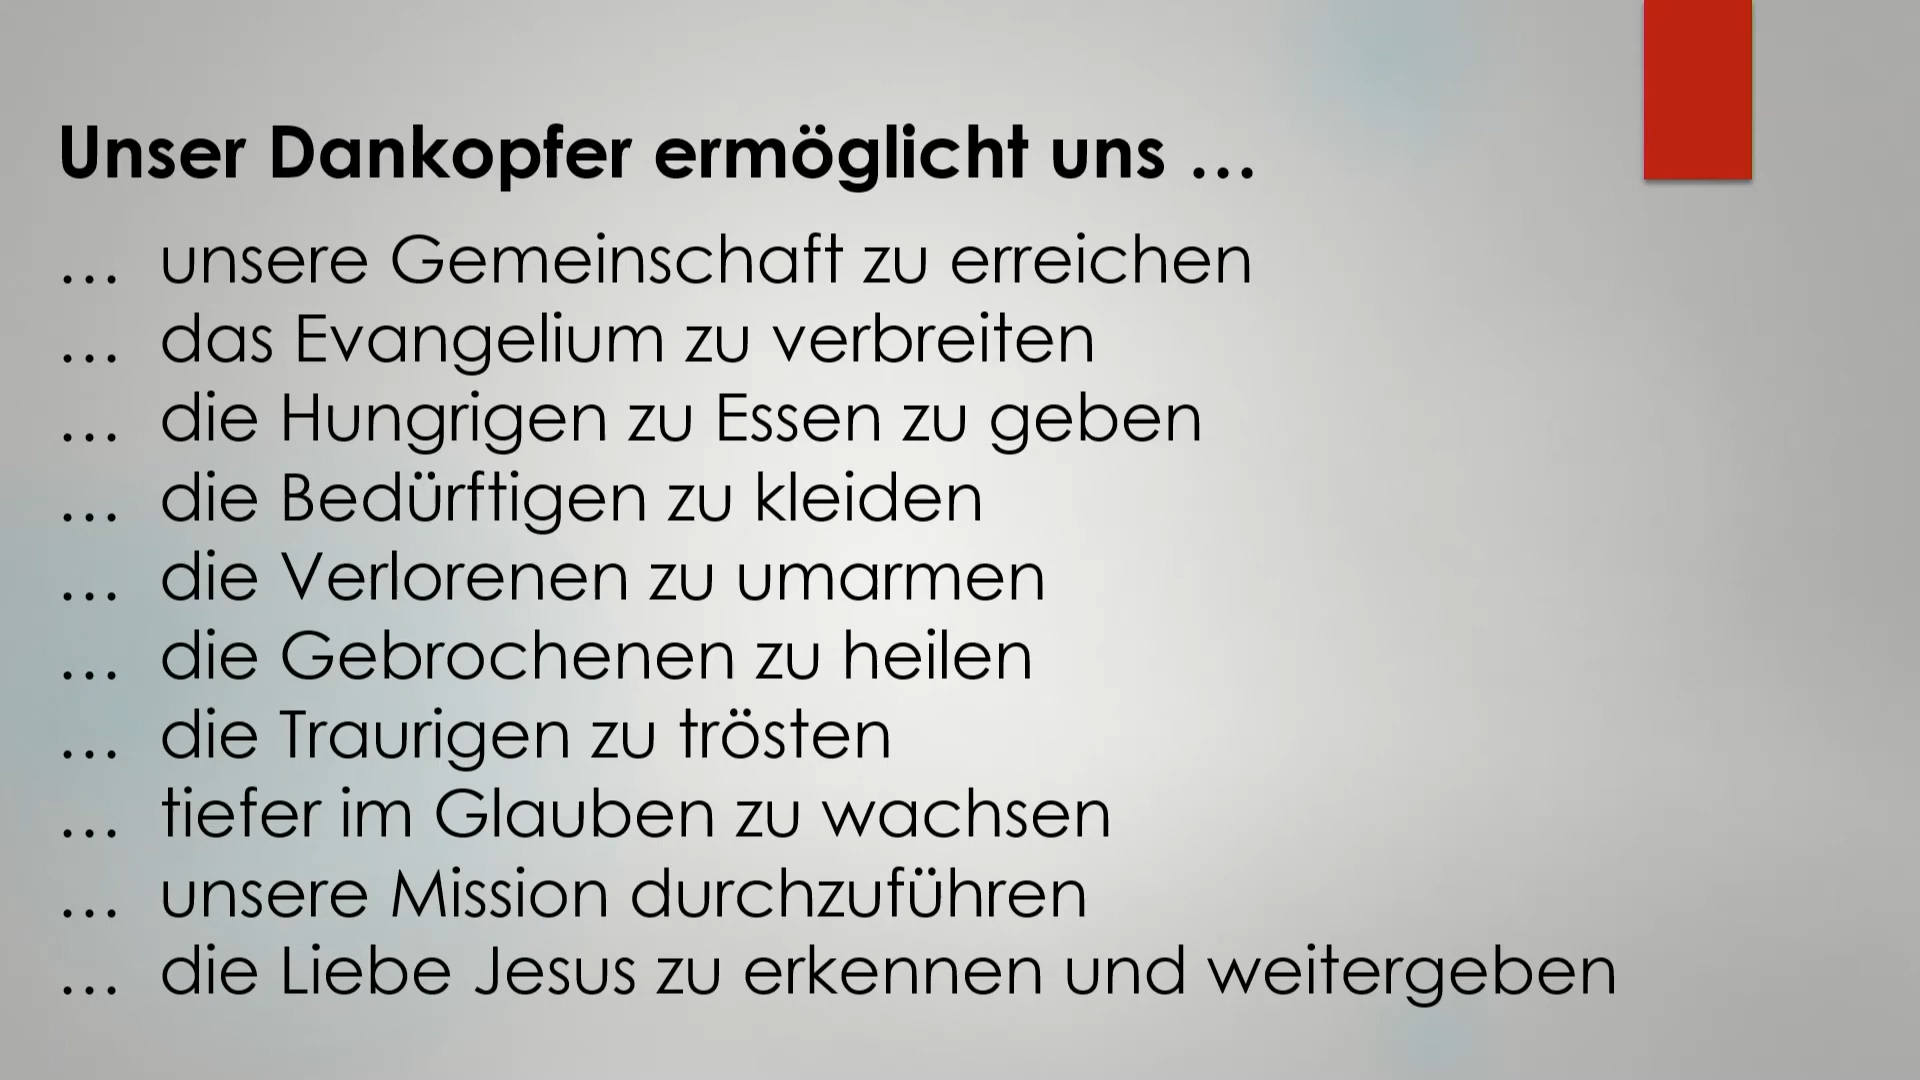 Unser Dankopfer ermöglicht uns …
… unsere Gemeinschaft zu erreichen
… das Evangelium zu verbreiten
… die Hungrigen zu Essen zu geben
… die Bedürftigen zu kleiden
… die Verlorenen zu umarmen
… die Gebrochenen zu heilen
… die Traurigen zu trösten
… tiefer im Glauben zu wachsen
… unsere Mission durchzuführen
… die Liebe Jesus zu erkennen und weitergeben